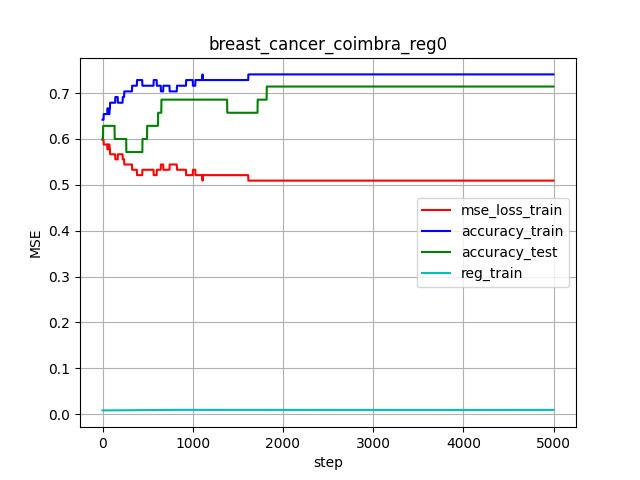 breast_cancer_coimbra_reg0
MSE
0.7
0.6
0.5
0.4
0.3
0.2
0.1
0.0
mse_loss_train
accuracy_train
accuracy_test
reg_train
0 1000 2000 3000 4000 5000
step